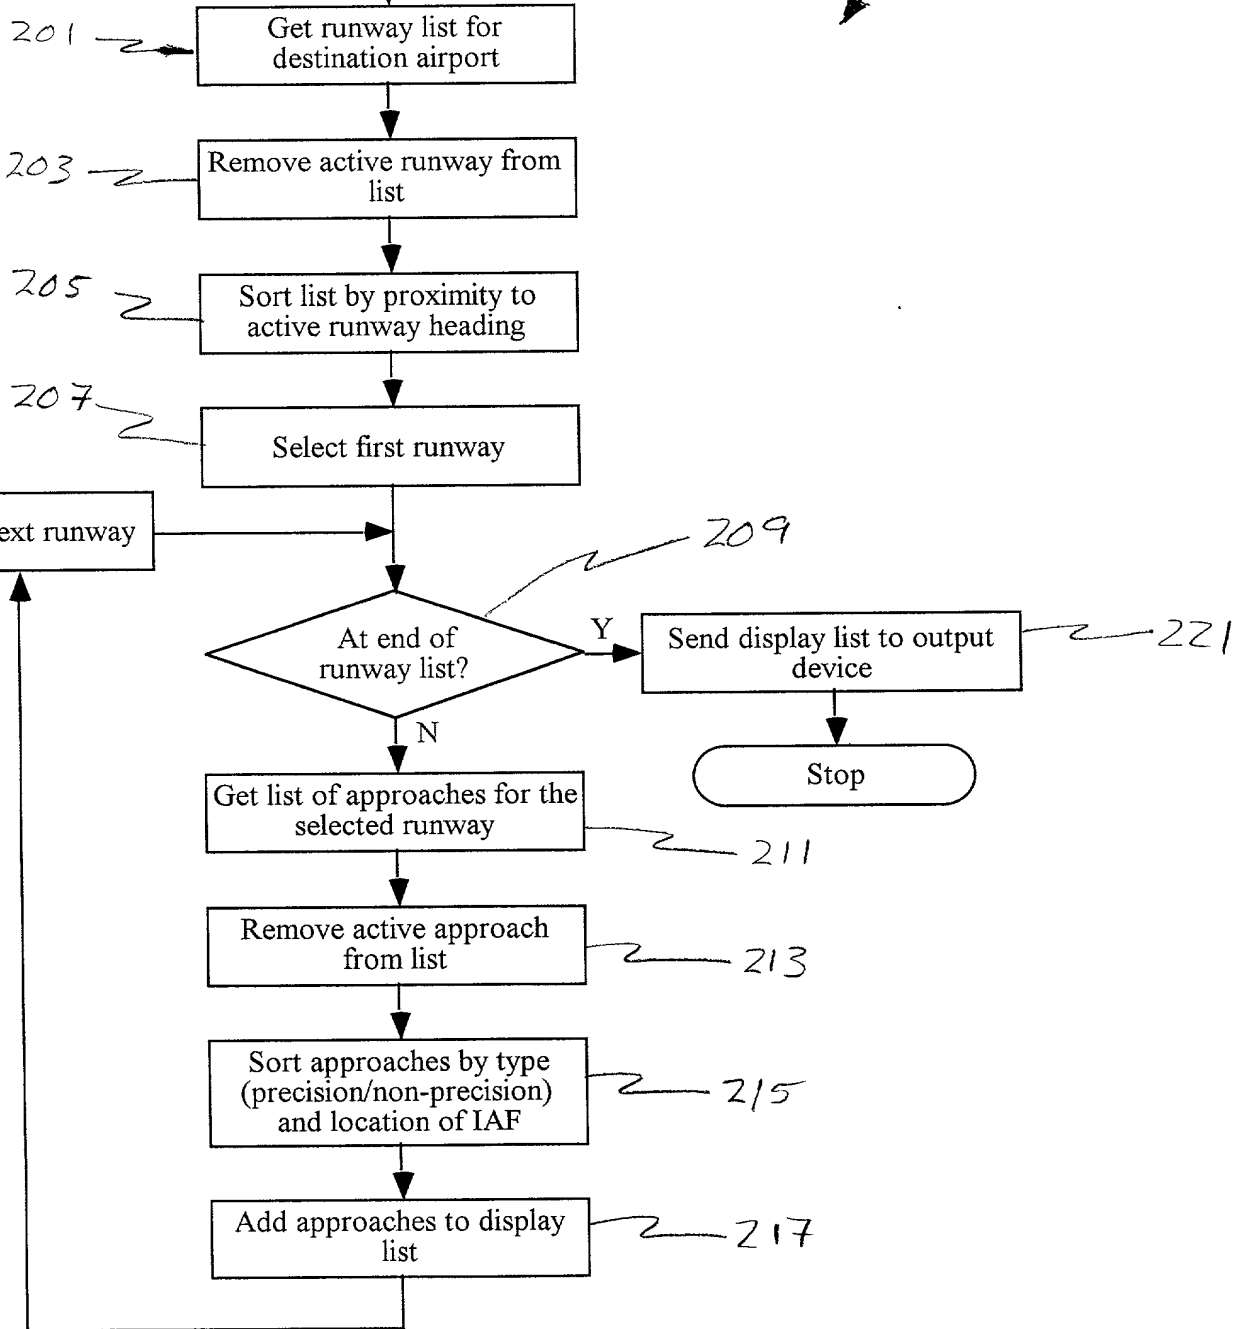 201
Get runway list for
destination airport
203
Remove active runway from
list
205
Sort list by proximity to
active runway heading
207
Select first runway
ext runway
209
At end of
runway list?
Y
Send display list to output
device
221
N
Stop
Get list of approaches for the
selected runway
211
Remove active approach
from list
213
Sort approaches by type
(precision/non-precision)
and location of IAF
215
Add approaches to display
list
217